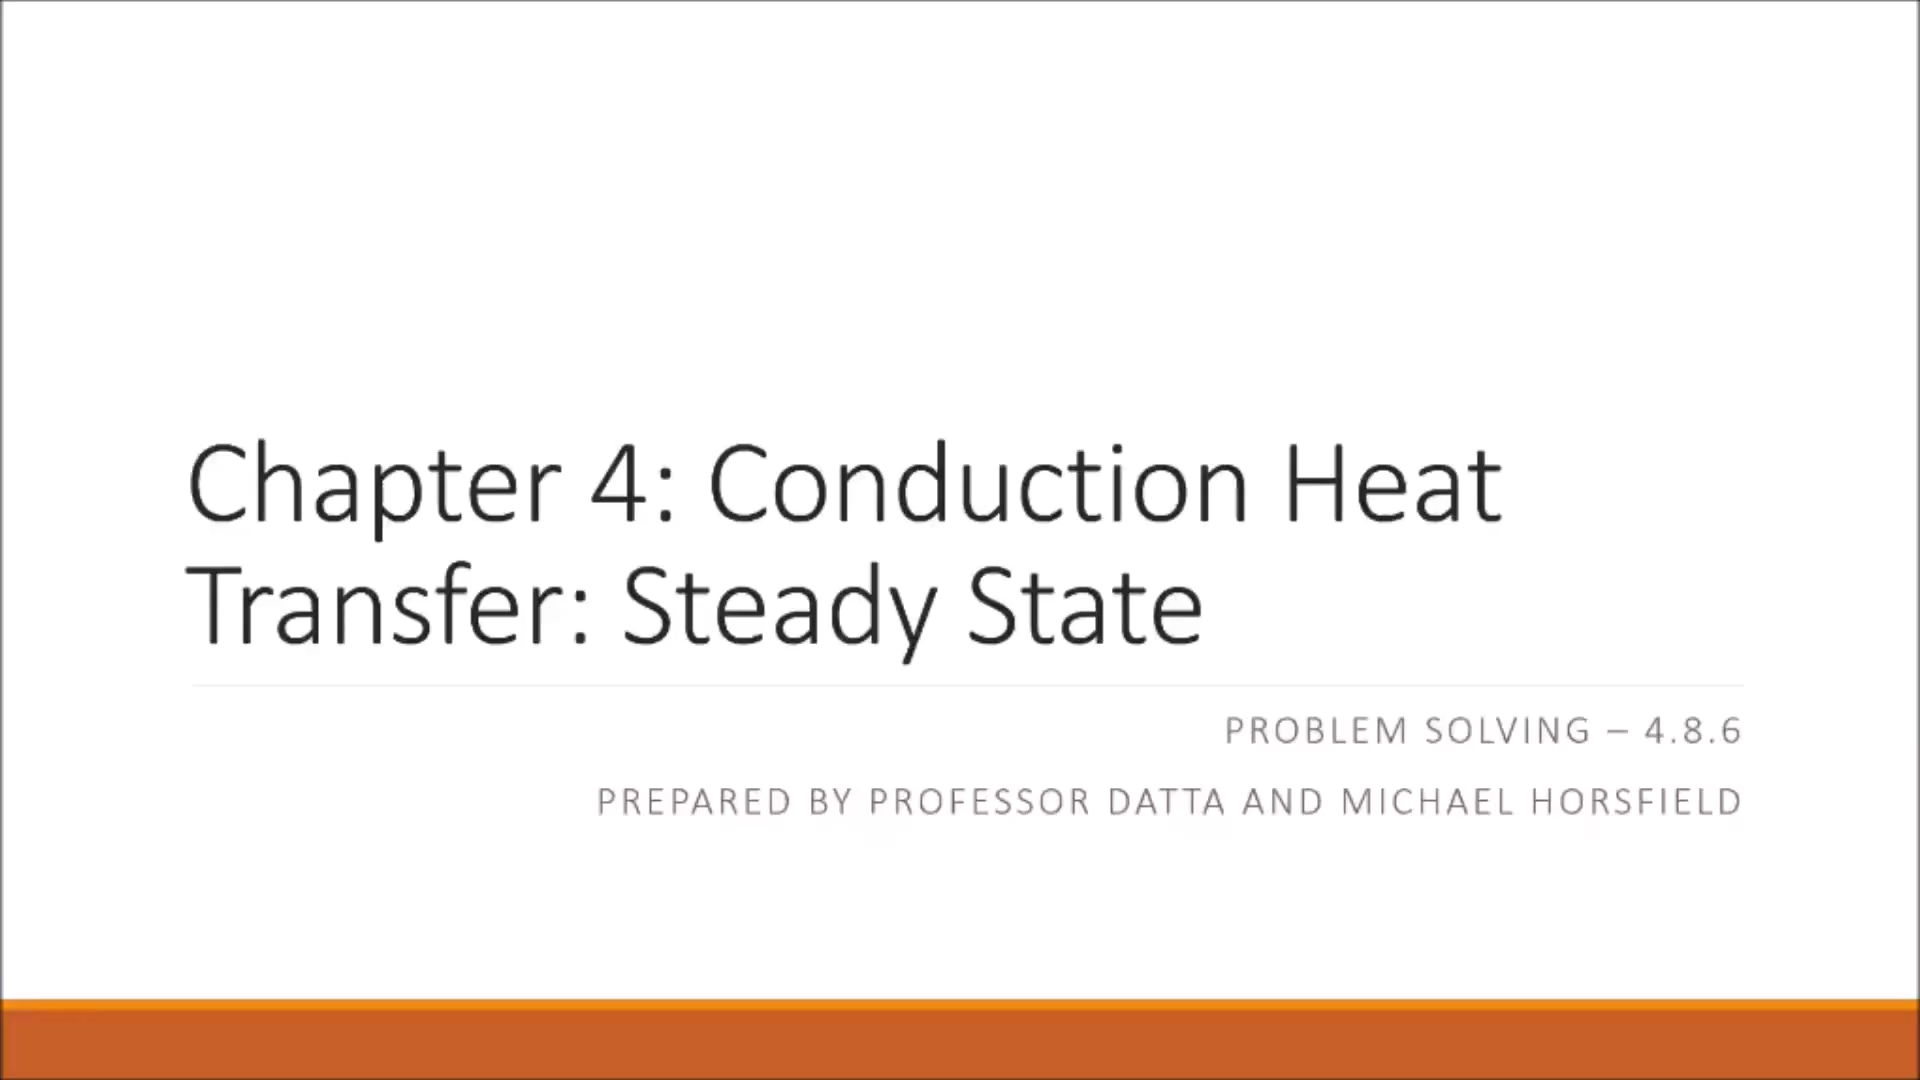 Chapter 4: Conduction Heat
Transfer: Steady State
PROBLEM SOLVING – 4.8.6
PREPARED BY PROFESSOR DATTA AND MICHAEL HORSFIELD